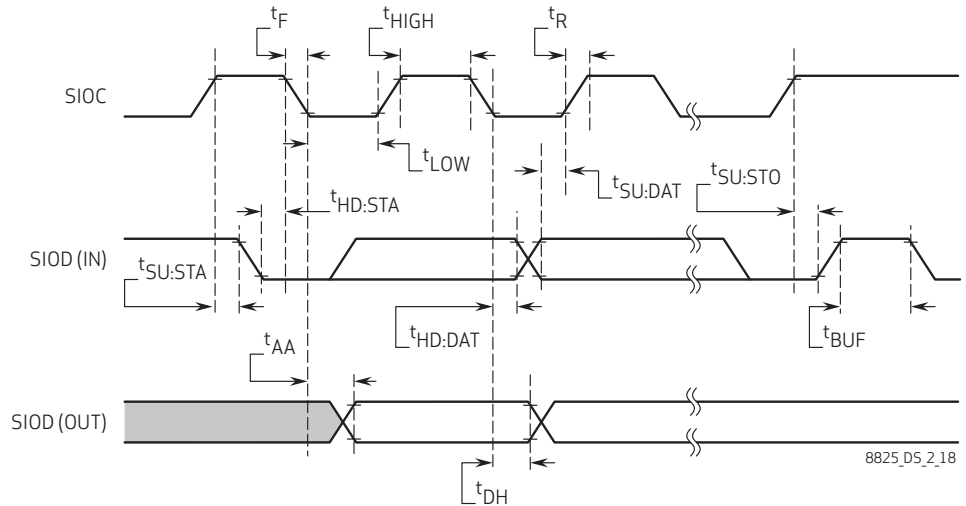 tF
tHIGH
tR
SIOC
tLOW
tSU:DAT
tSU:STO
tHD:STA
SIOD (IN)
tSU:STA
tHD:DAT
tBUF
tAA
SIOD (OUT)
8825_DS_2_18
tDH